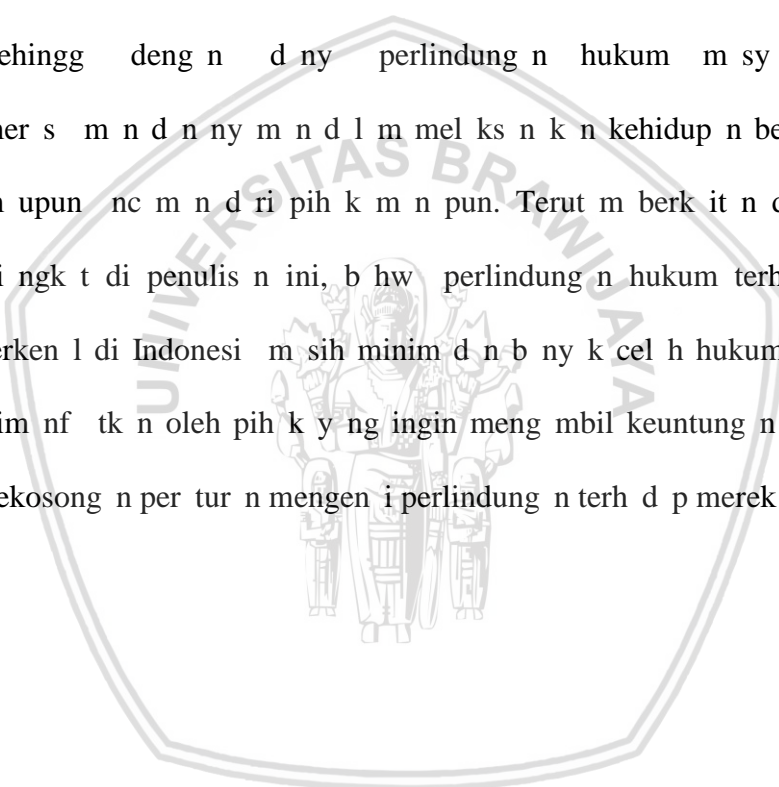 ehingg deng n d ny perlindung n hukum m sy
ner s m n d n ny m n d l m mel ks n k n kehidup n be
n upun nc m n d ri pih k m n pun. Terut m berk it n d
i ngk t di penulis n ini, b hw perlindung n hukum terh
erken l di Indonesi m sih minim d n b ny k cel h hukum
im nf tk n oleh pih k y ng ingin meng mbil keuntung n
ekosong n per tur n mengen i perlindung n terh d p merek
UNIVERSITAS BRAWIJAYA